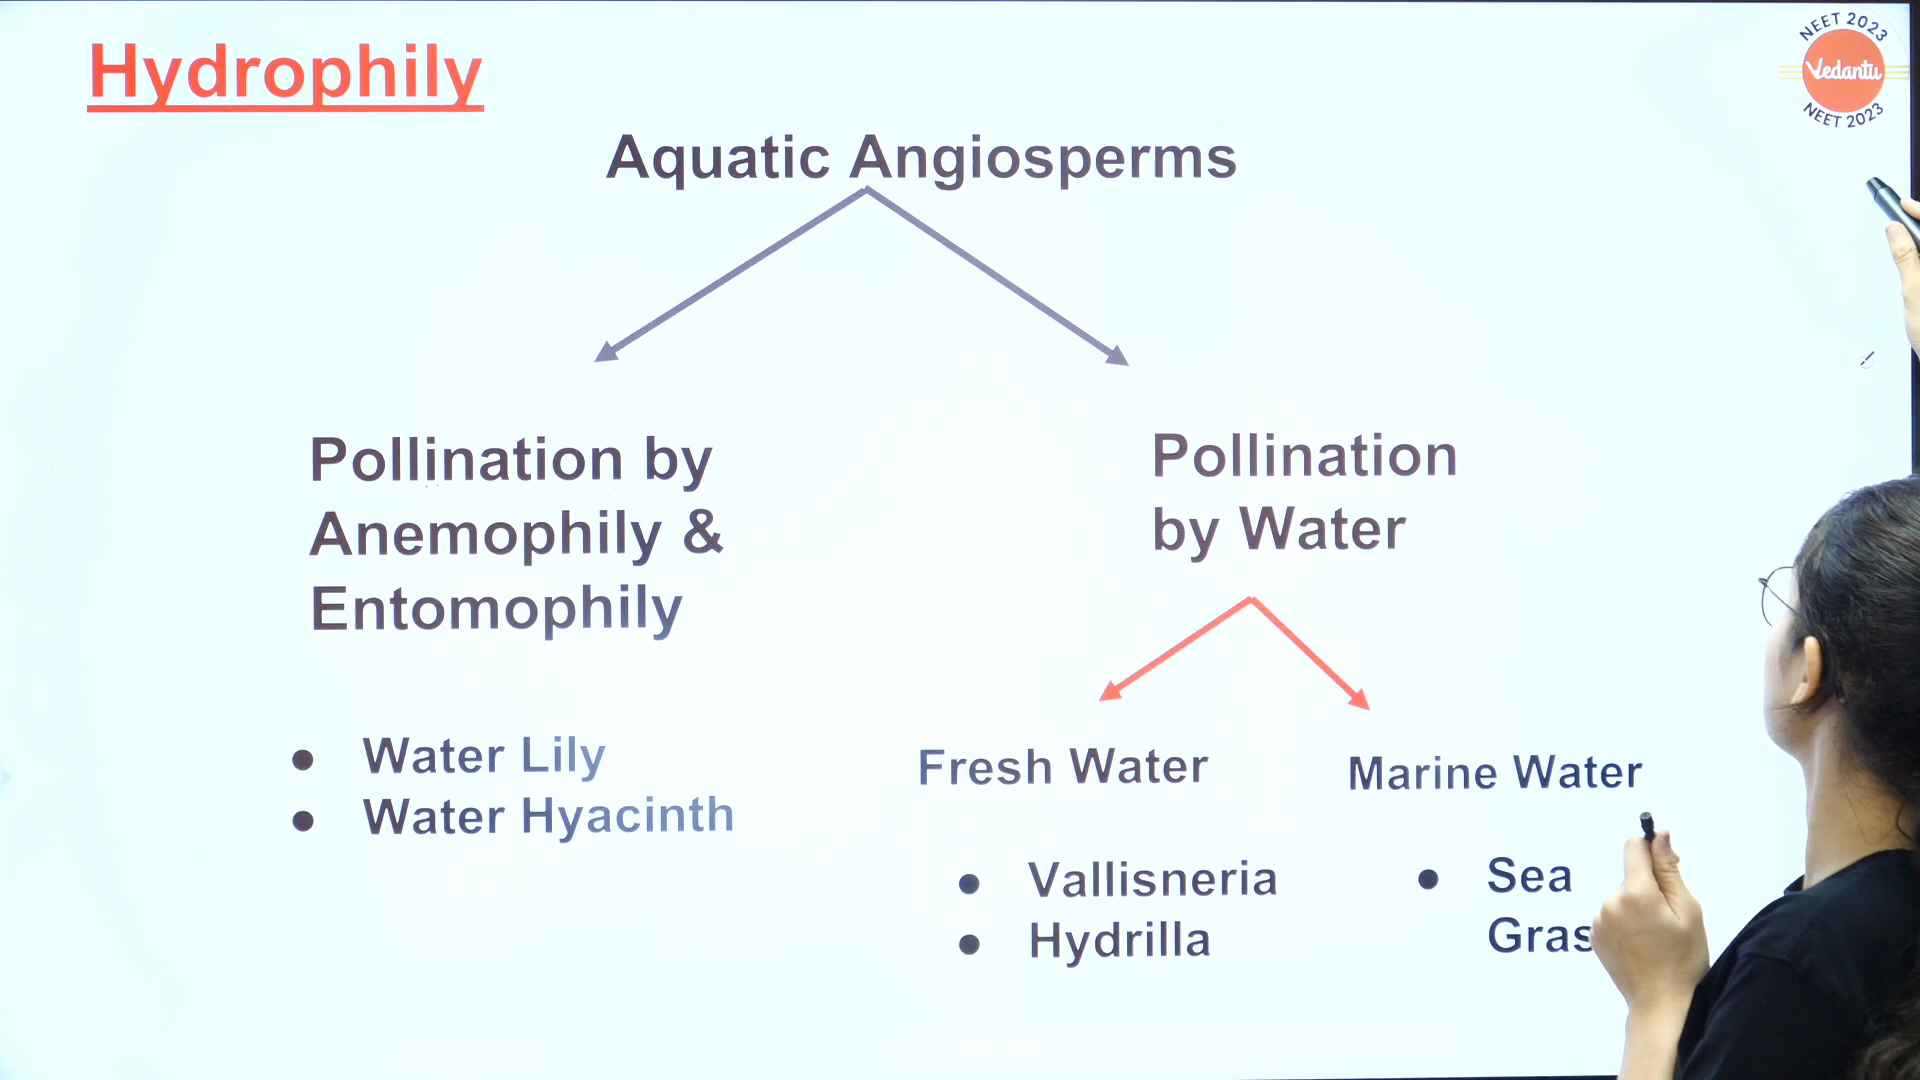 Hydrophily
NEET 2023
Vedantu
NEET 2023
Aquatic Angiosperms
Pollination by
Anemophily &
Entomophily
Pollination
by Water
• Water Lily
• Water Hyacinth
Fresh Water
Marine Water
• Vallisneria
• Hydrilla
• Sea
Gras